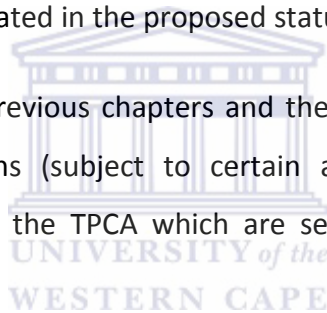 ated in the proposed statu
revious chapters and the
ns (subject to certain a
the TPCA which are se
UNIVERSITY of the
WESTERN CAPE